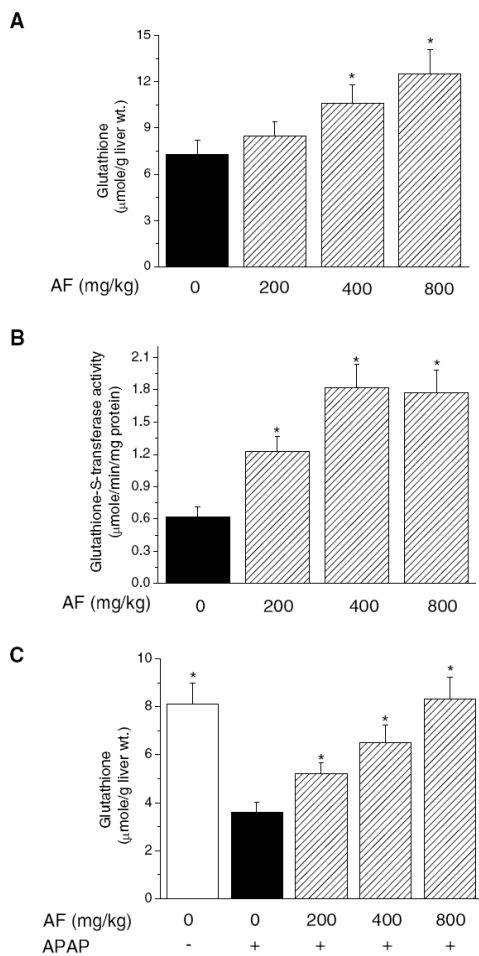 A
Glutathione
(μmole/g liver wt.)
15
12
9
6
3
0
*
*
AF (mg/kg) 0 200 400 800
B
Glutathione-S-transferase activity
(μmole/min/mg protein)
2.1
1.8
1.5
1.2
0.9
0.6
0.3
0.0
*
*
*
AF (mg/kg) 0 200 400 800
C
Glutathione
(μmole/g liver wt.)
10
8
6
4
2
0
*
*
*
*
AF (mg/kg) 0 0 200 400 800
APAP - + + + +